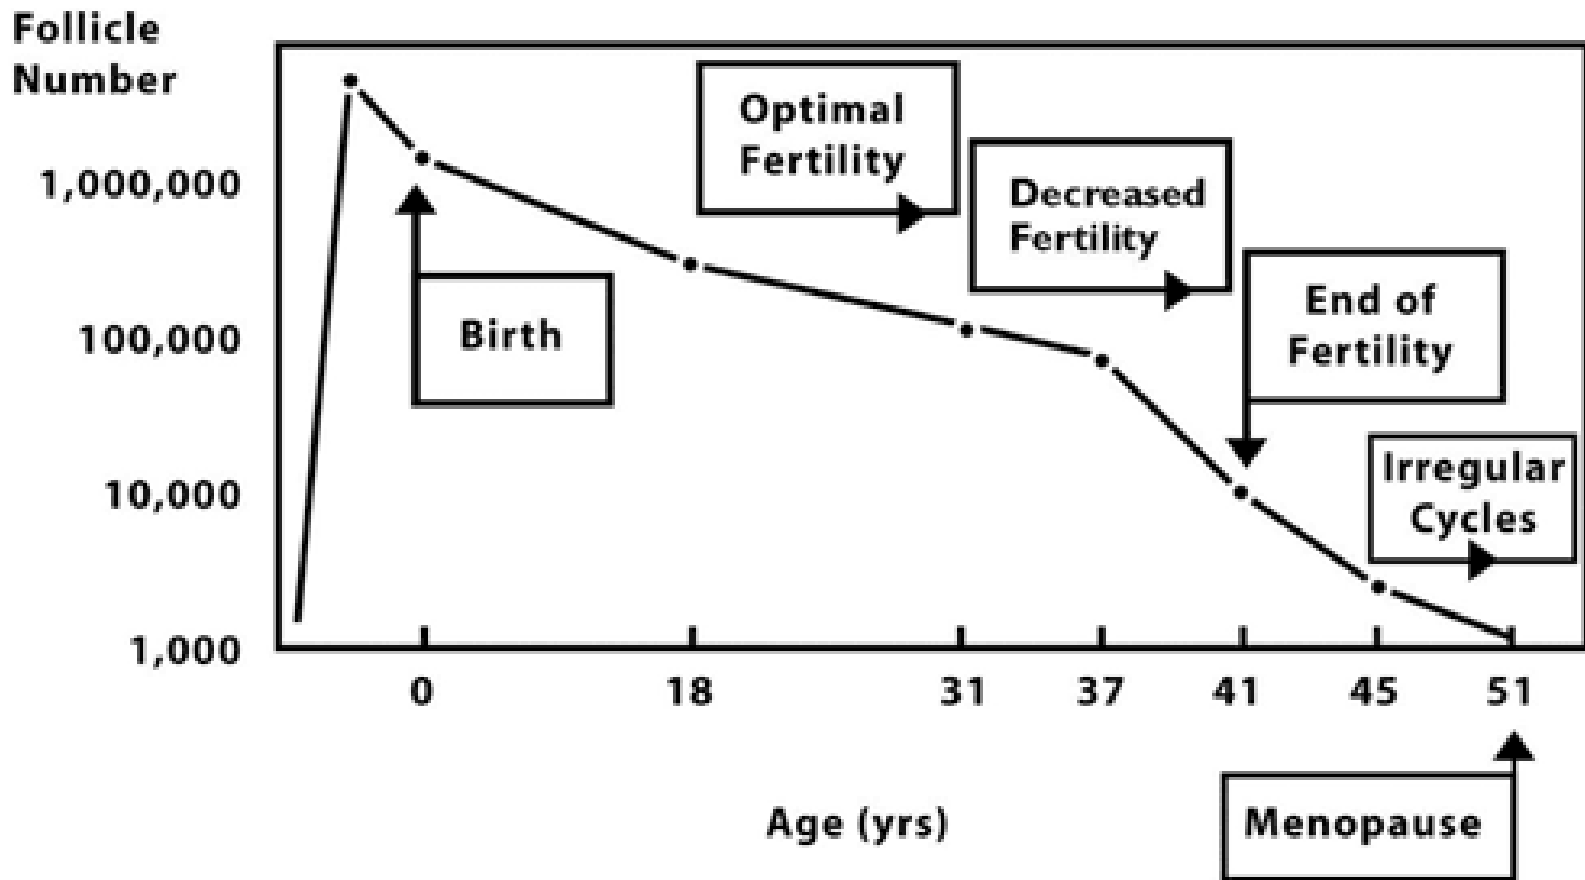 Follicle
Number
Optimal
Fertility
Decreased
Fertility
1,000,000
End of
Fertility
Birth
100,000
Irregular
Cycles
10,000
1,000
0 18 31 37 41 45 51
Age (yrs)
Menopause